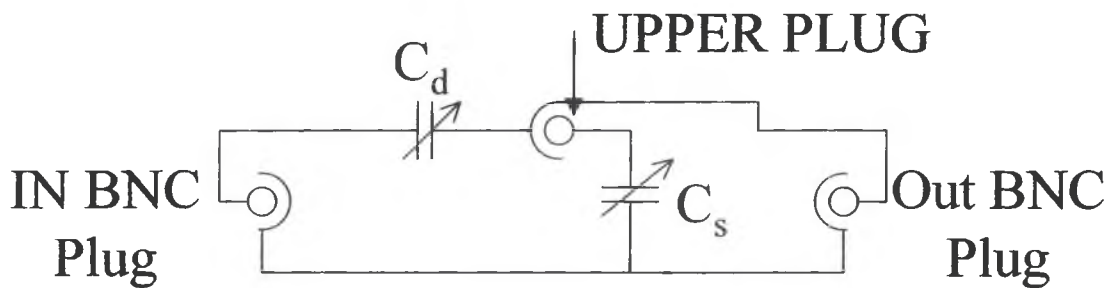 UPPER PLUG
C_d
IN BNC
Plug
C_s
Out BNC
Plug